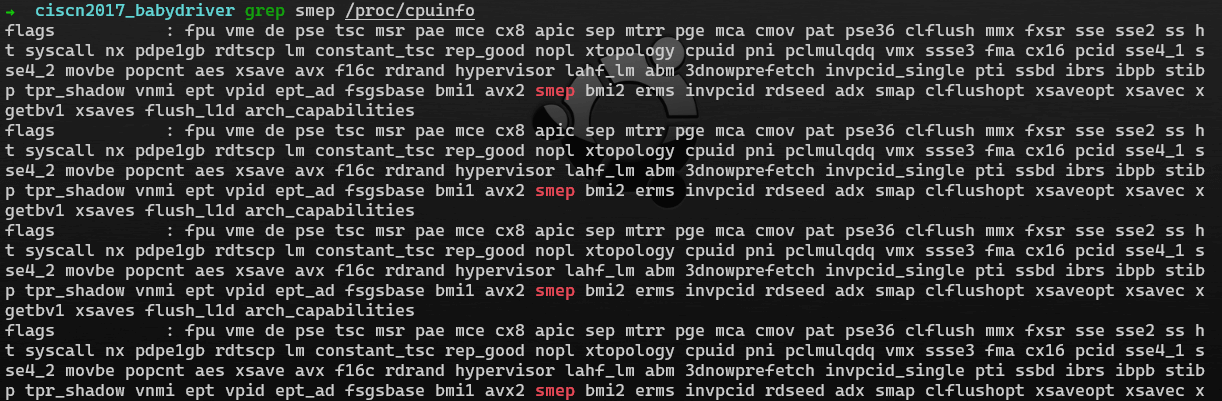 → ciscn2017_babydriver grep smep /proc/cpuinfo
flags : fpu vme de pse tsc msr pae mce cx8 apic sep mtrr pge mca cmov pat pse36 clflush mmx fxsr sse sse2 ss h
t syscall nx pdpe1gb rdtscp lm constant_tsc rep_good nopl xtopology cpuid pni pclmulqdq vmx ssse3 fma cx16 pcid sse4_1 s
se4_2 movbe popcnt aes xsave avx f16c rdrand hypervisor lahf_lm abm 3dnowprefetch invpcid_single pti ssbd ibrs ibpb stib
p tpr_shadow vnmi ept vpid ept_ad fsgsbase bmi1 avx2 smep bmi2 erms invpcid rdseed adx smap clflushopt xsaveopt xsavec x
getbv1 xsaves flush_l1d arch_capabilities
flags : fpu vme de pse tsc msr pae mce cx8 apic sep mtrr pge mca cmov pat pse36 clflush mmx fxsr sse sse2 ss h
t syscall nx pdpe1gb rdtscp lm constant_tsc rep_good nopl xtopology cpuid pni pclmulqdq vmx ssse3 fma cx16 pcid sse4_1 s
se4_2 movbe popcnt aes xsave avx f16c rdrand hypervisor lahf_lm abm 3dnowprefetch invpcid_single pti ssbd ibrs ibpb stib
p tpr_shadow vnmi ept vpid ept_ad fsgsbase bmi1 avx2 smep bmi2 erms invpcid rdseed adx smap clflushopt xsaveopt xsavec x
getbv1 xsaves flush_l1d arch_capabilities
flags : fpu vme de pse tsc msr pae mce cx8 apic sep mtrr pge mca cmov pat pse36 clflush mmx fxsr sse sse2 ss h
t syscall nx pdpe1gb rdtscp lm constant_tsc rep_good nopl xtopology cpuid pni pclmulqdq vmx ssse3 fma cx16 pcid sse4_1 s
se4_2 movbe popcnt aes xsave avx f16c rdrand hypervisor lahf_lm abm 3dnowprefetch invpcid_single pti ssbd ibrs ibpb stib
p tpr_shadow vnmi ept vpid ept_ad fsgsbase bmi1 avx2 smep bmi2 erms invpcid rdseed adx smap clflushopt xsaveopt xsavec x
getbv1 xsaves flush_l1d arch_capabilities
flags : fpu vme de pse tsc msr pae mce cx8 apic sep mtrr pge mca cmov pat pse36 clflush mmx fxsr sse sse2 ss h
t syscall nx pdpe1gb rdtscp lm constant_tsc rep_good nopl xtopology cpuid pni pclmulqdq vmx ssse3 fma cx16 pcid sse4_1 s
se4_2 movbe popcnt aes xsave avx f16c rdrand hypervisor lahf_lm abm 3dnowprefetch invpcid_single pti ssbd ibrs ibpb stib
p tpr_shadow vnmi ept vpid ept_ad fsgsbase bmi1 avx2 smep bmi2 erms invpcid rdseed adx smap clflushopt xsaveopt xsavec x